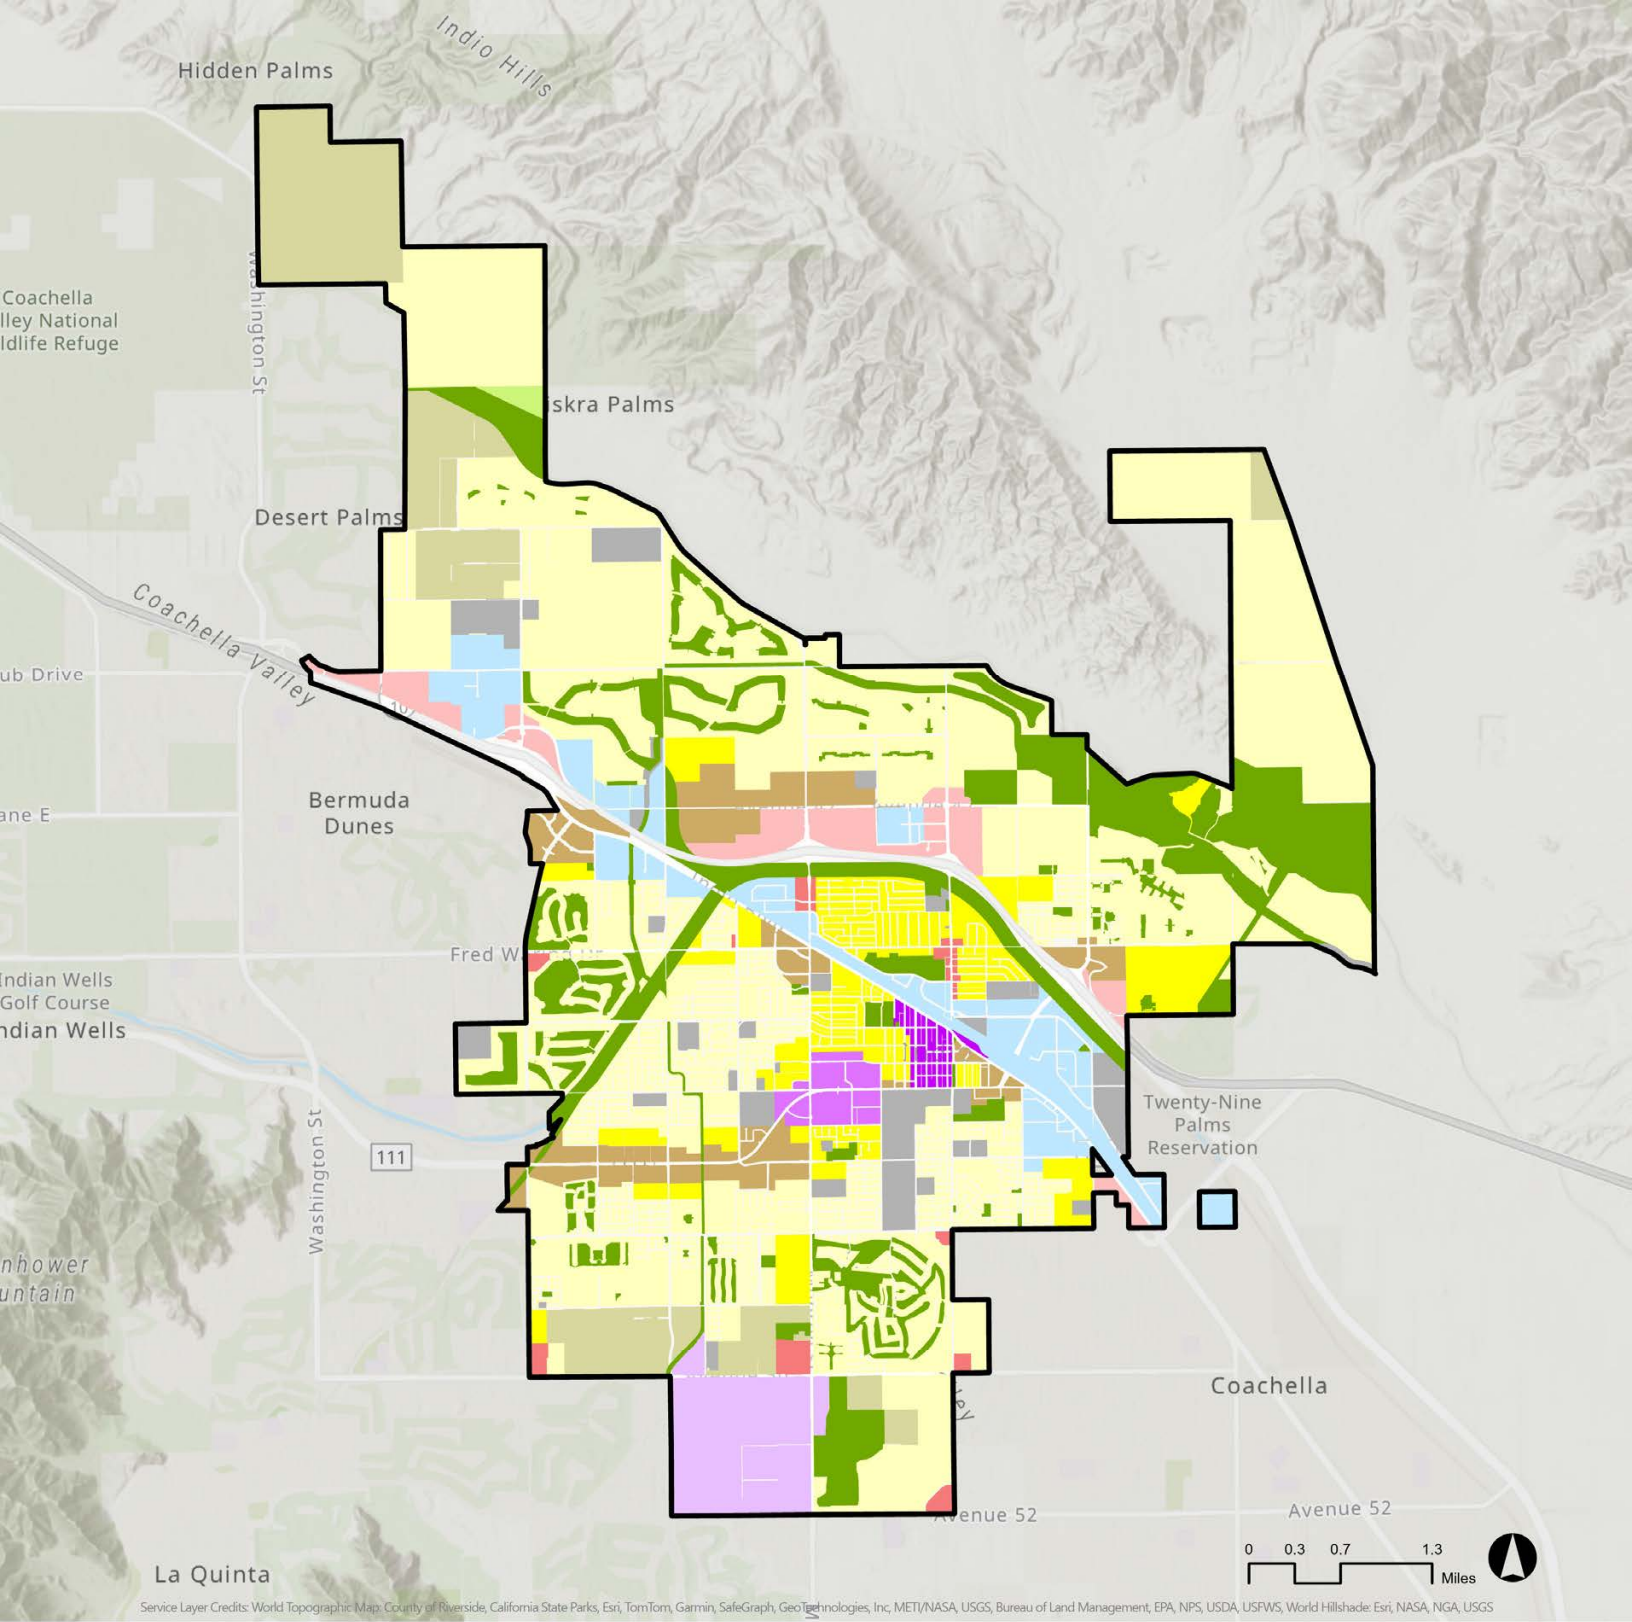 Indio Hills
Hidden Palms
Washington St
Coachella
lley National
ldlife Refuge
iskra Palms
Desert Palms
Coachella Valley
ub Drive
Bermuda
Dunes
ane E
Fred W
Indian Wells
Golf Course
ndian Wells
Twenty-Nine
Palms
Reservation
111
Washington St
nhower
untain
Coachella
ley
Avenue 52
Avenue 52
0 0.3 0.7 1.3
Miles
La Quinta
Service Layer Credits: World Topographic Map: County of Riverside, California State Parks, Esri, TomTom, Garmin, SafeGraph, GeoTechnologies, Inc, METI/NASA, USGS, Bureau of Land Management, EPA, NPS, USDA, USFWS, World Hillshade: Esri, NASA, NGA, USGS